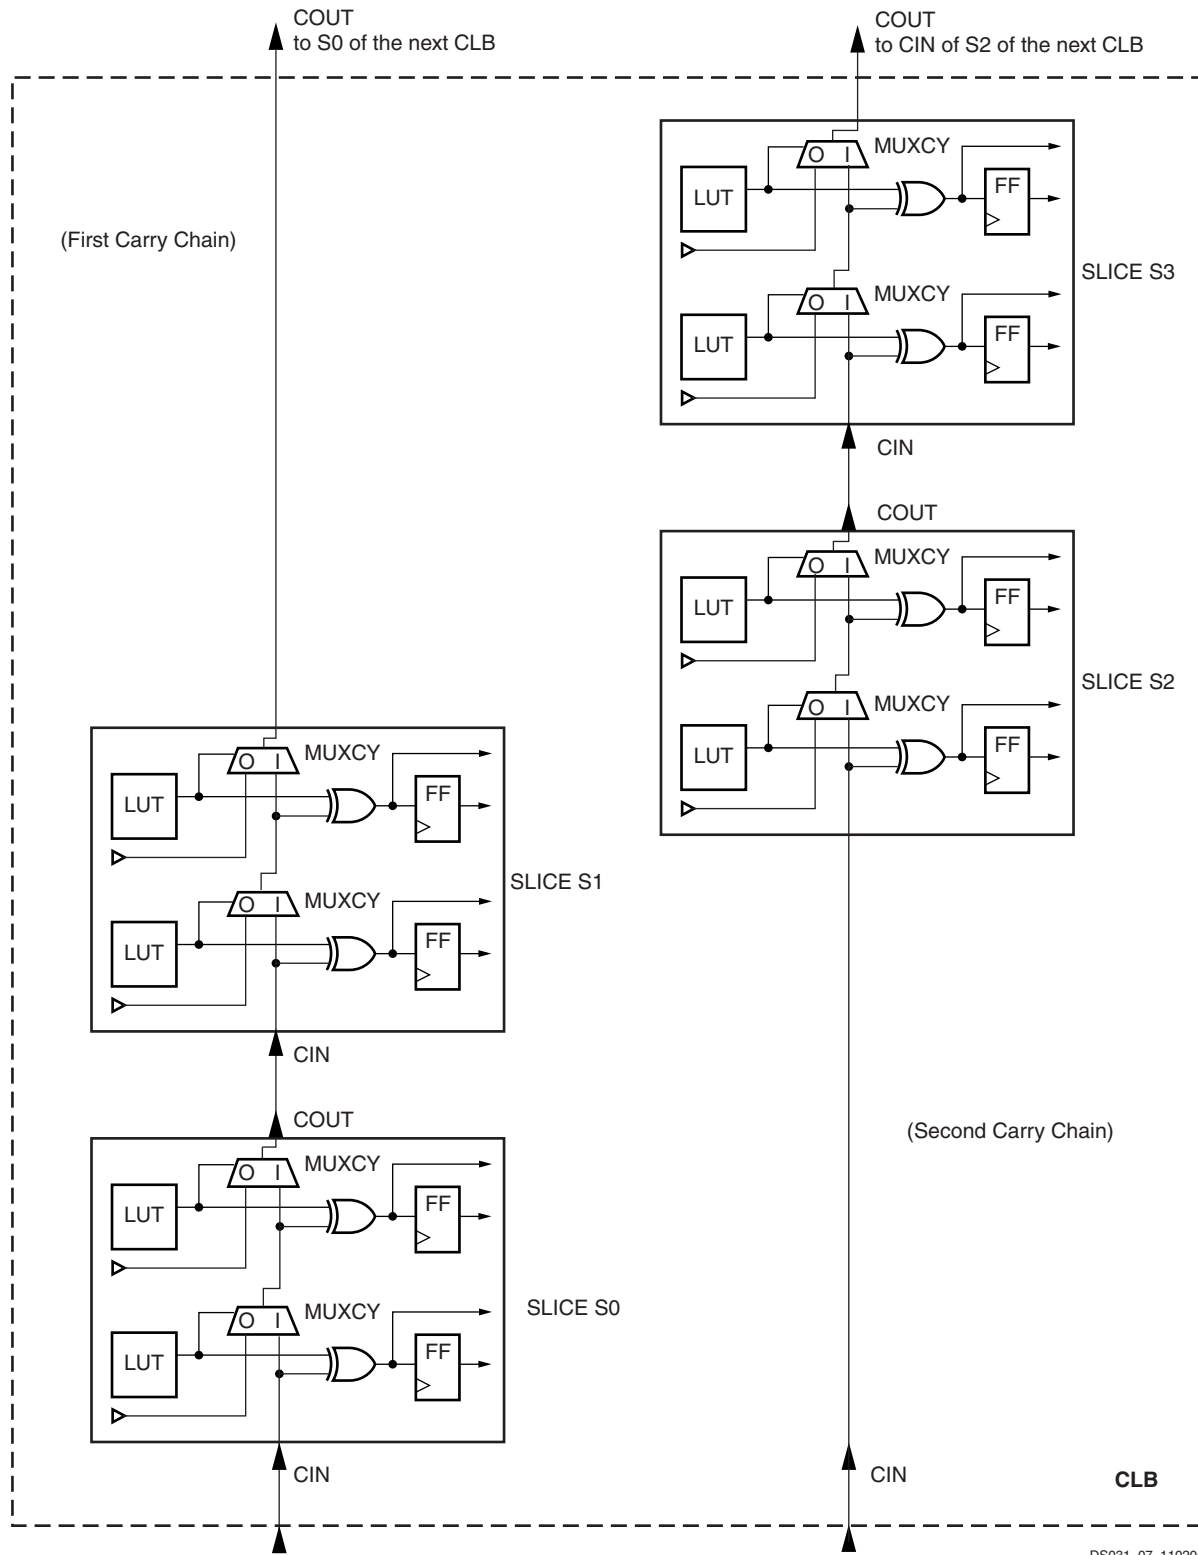 COUT
to S0 of the next CLB
COUT
to CIN of S2 of the next CLB
(First Carry Chain)
O I MUXCY
LUT
FF
SLICE S3
O I MUXCY
LUT
FF
CIN
COUT
O I MUXCY
LUT
FF
SLICE S2
O I MUXCY
LUT
FF
O I MUXCY
LUT
FF
SLICE S1
O I MUXCY
LUT
FF
CIN
COUT
(Second Carry Chain)
O I MUXCY
LUT
FF
SLICE S0
O I MUXCY
LUT
FF
CIN
CIN
CLB